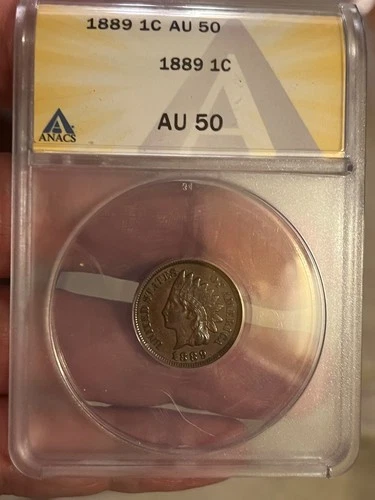 1889 1C AU 50
1889 1C
ANACS
AU 50
UNITED STATES OF AMERICA
1889